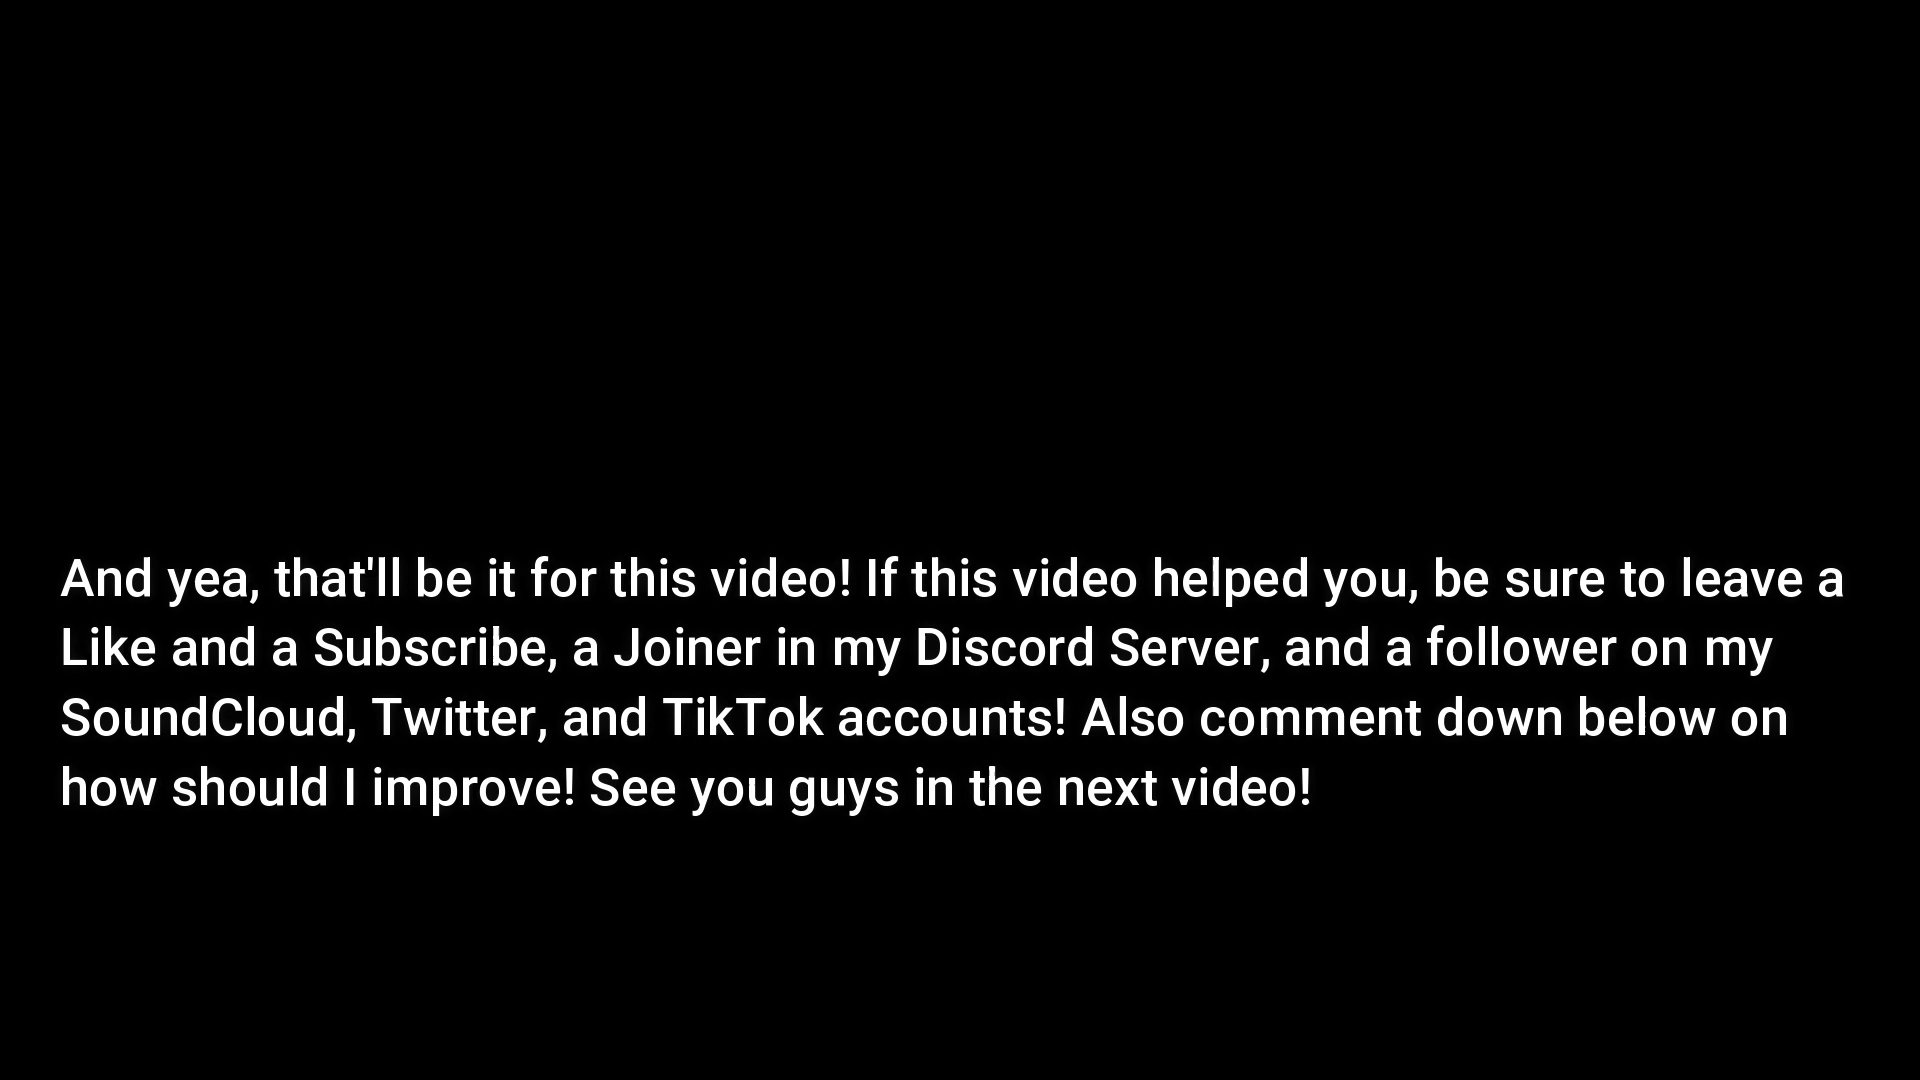 And yea, that'll be it for this video! If this video helped you, be sure to leave a
Like and a Subscribe, a Joiner in my Discord Server, and a follower on my
SoundCloud, Twitter, and TikTok accounts! Also comment down below on
how should I improve! See you guys in the next video!